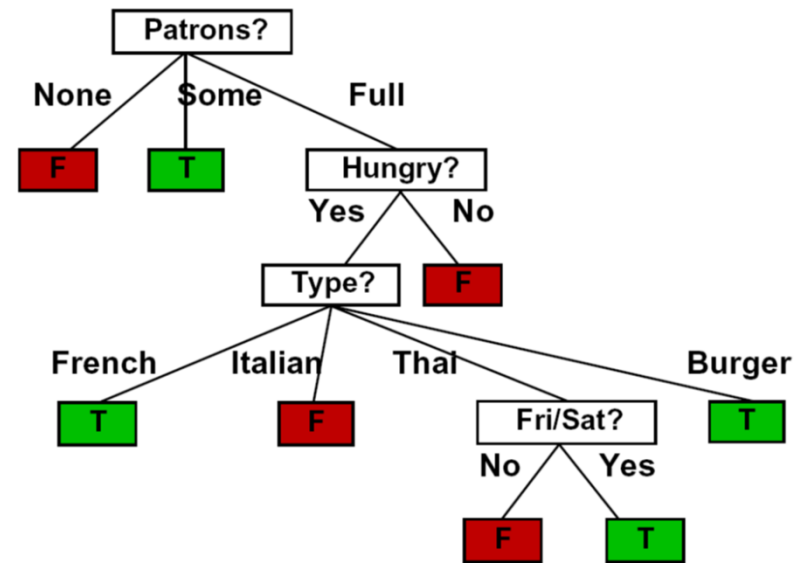 Patrons?
None Some Full
F T Hungry?
Yes No
Type? F
French Italian Thai Burger
T F Fri/Sat? T
No Yes
F T